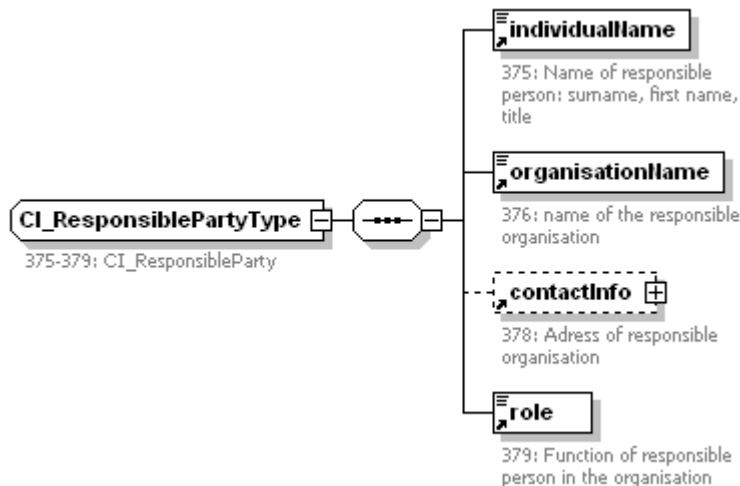 individualName
375: Name of responsible
person: surname, first name,
title
organisationName
376: name of the responsible
organisation
CI_ResponsiblePartyType
375-379: CI_ResponsibleParty
contactInfo
378: Adress of responsible
organisation
role
379: Function of responsible
person in the organisation